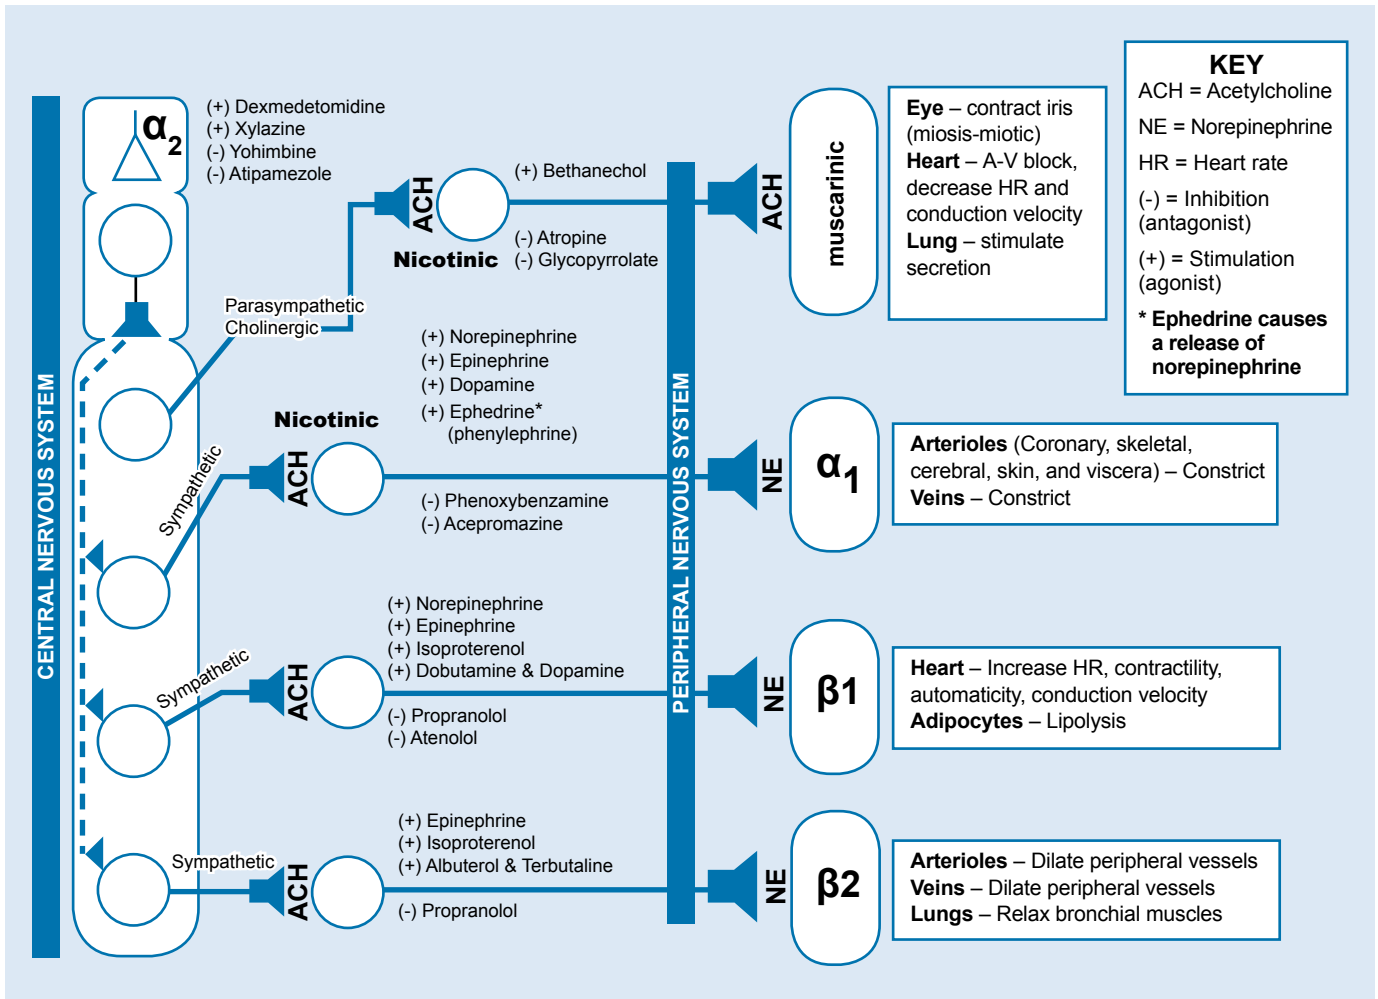 CENTRAL NERVOUS SYSTEM
α2
(+) Dexmedetomidine
(+) Xylazine
(-) Yohimbine
(-) Atipamezole
Parasympathetic
Cholinergic
ACH
Nicotinic
(+) Bethanechol
(-) Atropine
(-) Glycopyrrolate
PERIPHERAL NERVOUS SYSTEM
ACH
muscarinic
Eye – contract iris
(miosis-miotic)
Heart – A-V block,
decrease HR and
conduction velocity
Lung – stimulate
secretion
KEY
ACH = Acetylcholine
NE = Norepinephrine
HR = Heart rate
(-) = Inhibition
(antagonist)
(+) = Stimulation
(agonist)
* Ephedrine causes
a release of
norepinephrine
Sympathetic
Nicotinic
ACH
(+) Norepinephrine
(+) Epinephrine
(+) Dopamine
(+) Ephedrine*
(phenylephrine)
(-) Phenoxybenzamine
(-) Acepromazine
NE
α1
Arterioles (Coronary, skeletal,
cerebral, skin, and viscera) – Constrict
Veins – Constrict
Sympathetic
ACH
(+) Norepinephrine
(+) Epinephrine
(+) Isoproterenol
(+) Dobutamine & Dopamine
(-) Propranolol
(-) Atenolol
NE
β1
Heart – Increase HR, contractility,
automaticity, conduction velocity
Adipocytes – Lipolysis
Sympathetic
ACH
(+) Epinephrine
(+) Isoproterenol
(+) Albuterol & Terbutaline
(-) Propranolol
NE
β2
Arterioles – Dilate peripheral vessels
Veins – Dilate peripheral vessels
Lungs – Relax bronchial muscles